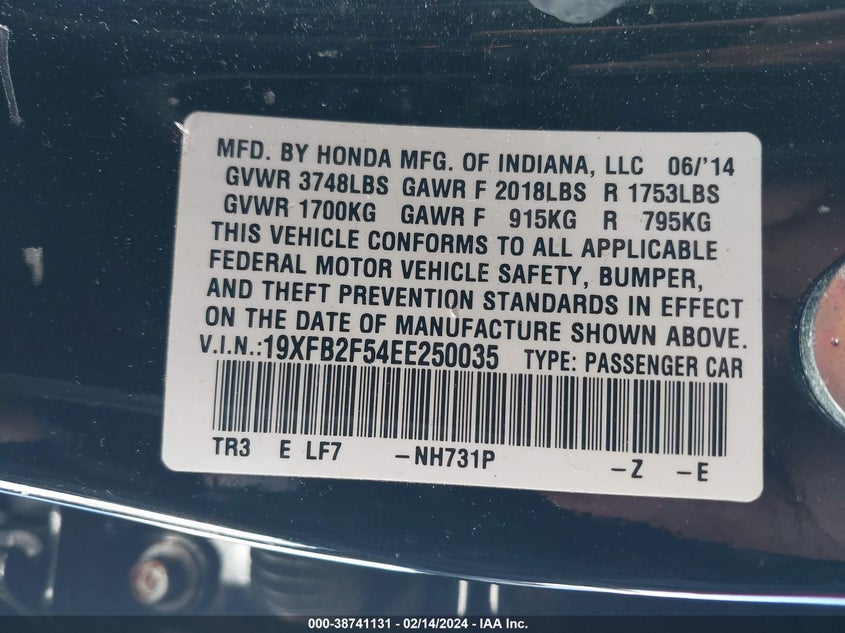 MFD. BY HONDA MFG. OF INDIANA, LLC 06/'14
GVWR 3748LBS GAWR F 2018LBS R 1753LBS
GVWR 1700KG GAWR F 915KG R 795KG
THIS VEHICLE CONFORMS TO ALL APPLICABLE
FEDERAL MOTOR VEHICLE SAFETY, BUMPER,
AND THEFT PREVENTION STANDARDS IN EFFECT
ON THE DATE OF MANUFACTURE SHOWN ABOVE.
V.I.N.:19XFB2F54EE250035 TYPE: PASSENGER CAR
TR3 E LF7 –NH731P –Z –E
000-38741131 - 02/14/2024 - IAA Inc.